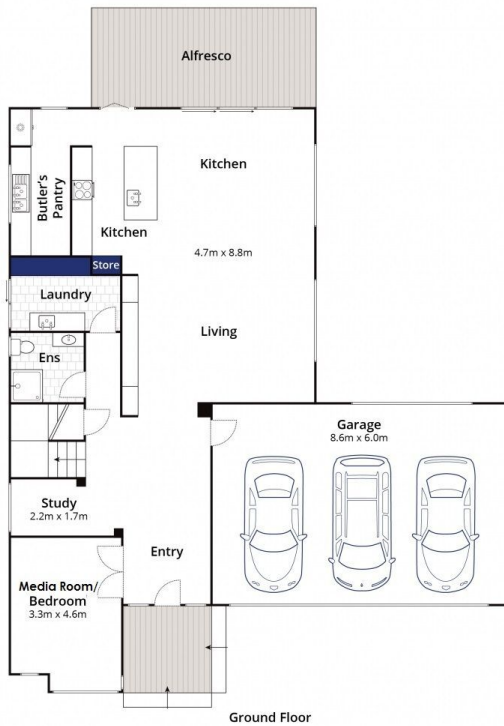 Alfresco
Kitchen
Butler's
Pantry
Kitchen
4.7m x 8.8m
Store
Laundry
Living
Ens
Garage
8.6m x 6.0m
Study
2.2m x 1.7m
Entry
Media Room/
Bedroom
3.3m x 4.6m
Ground Floor